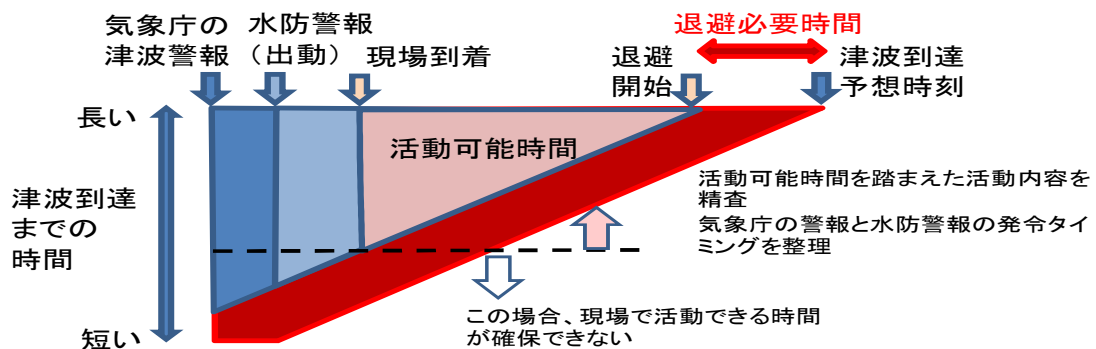 気象庁の
津波警報
水防警報
（出動）
現場到着
退避
開始
退避必要時間
津波到達
予想時刻
長い
津波到達
までの
時間
短い
活動可能時間
活動可能時間を踏まえた活動内容を
精査
気象庁の警報と水防警報の発令タイ
ミングを整理
この場合、現場で活動できる時間
が確保できない